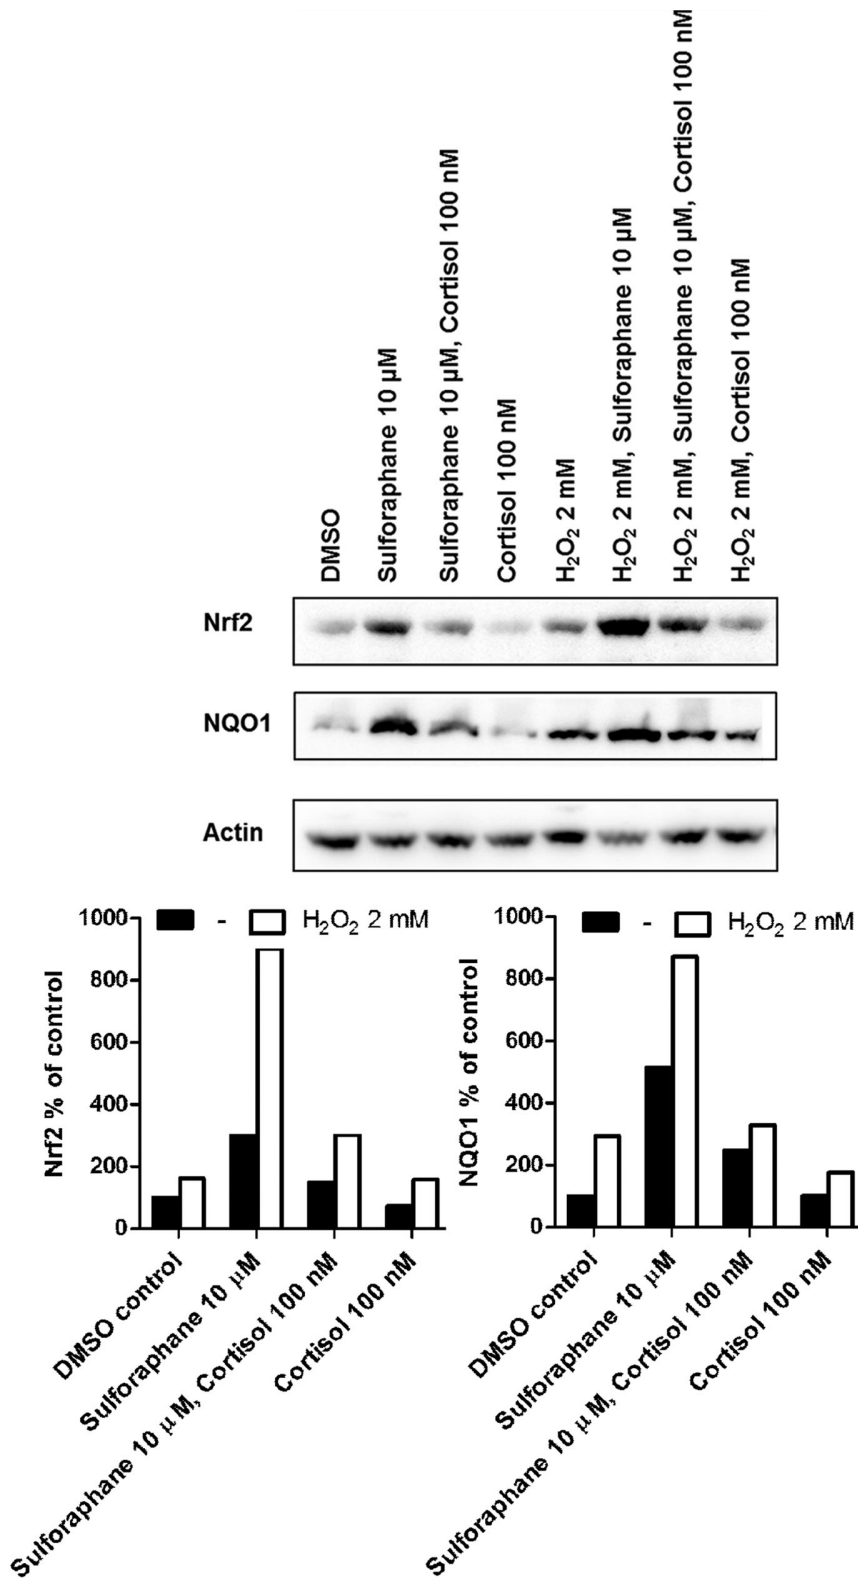 DMSO
Sulforaphane 10 µM
Sulforaphane 10 µM, Cortisol 100 nM
Cortisol 100 nM
H₂O₂ 2 mM
H₂O₂ 2 mM, Sulforaphane 10 µM
H₂O₂ 2 mM, Sulforaphane 10 µM, Cortisol 100 nM
H₂O₂ 2 mM, Cortisol 100 nM
Nrf2
NQO1
Actin
- H₂O₂ 2 mM
Nrf2 % of control
1000
800
600
400
200
0
DMSO control
Sulforaphane 10 µM
Sulforaphane 10 µM, Cortisol 100 nM
Cortisol 100 nM
- H₂O₂ 2 mM
NQO1 % of control
1000
800
600
400
200
0
DMSO control
Sulforaphane 10 µM
Sulforaphane 10 µM, Cortisol 100 nM
Cortisol 100 nM